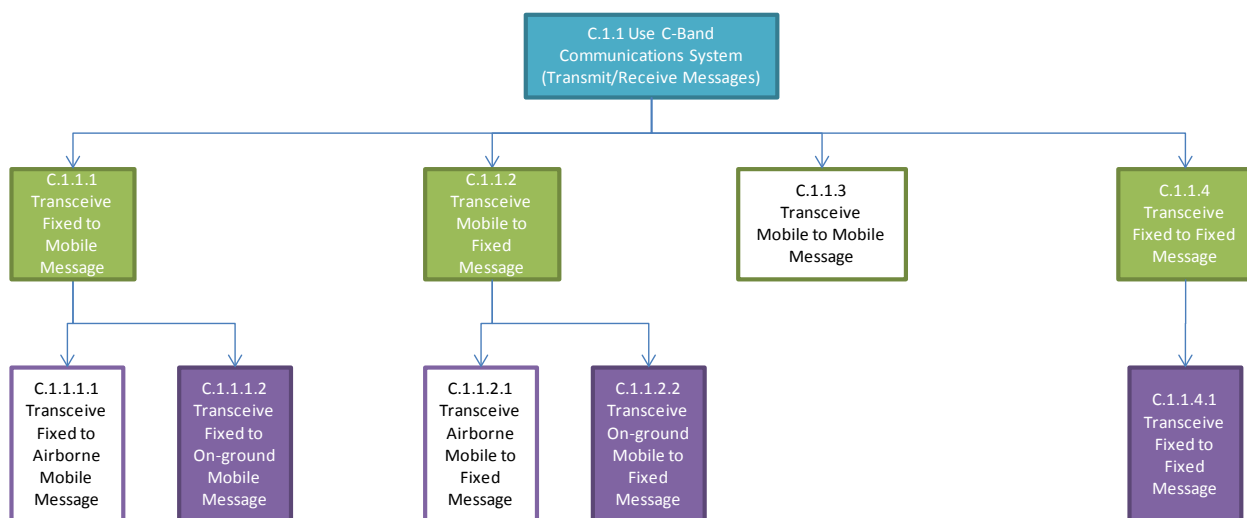 C.1.1 Use C-Band
Communications System
(Transmit/Receive Messages)
C.1.1.1
Transceive
Fixed to
Mobile
Message
C.1.1.2
Transceive
Mobile to
Fixed
Message
C.1.1.3
Transceive
Mobile to Mobile
Message
C.1.1.4
Transceive
Fixed to Fixed
Message
C.1.1.1.1
Transceive
Fixed to
Airborne
Mobile
Message
C.1.1.1.2
Transceive
Fixed to
On-ground
Mobile
Message
C.1.1.2.1
Transceive
Airborne
Mobile to
Fixed
Message
C.1.1.2.2
Transceive
On-ground
Mobile to
Fixed
Message
C.1.1.4.1
Transceive
Fixed to
Fixed
Message